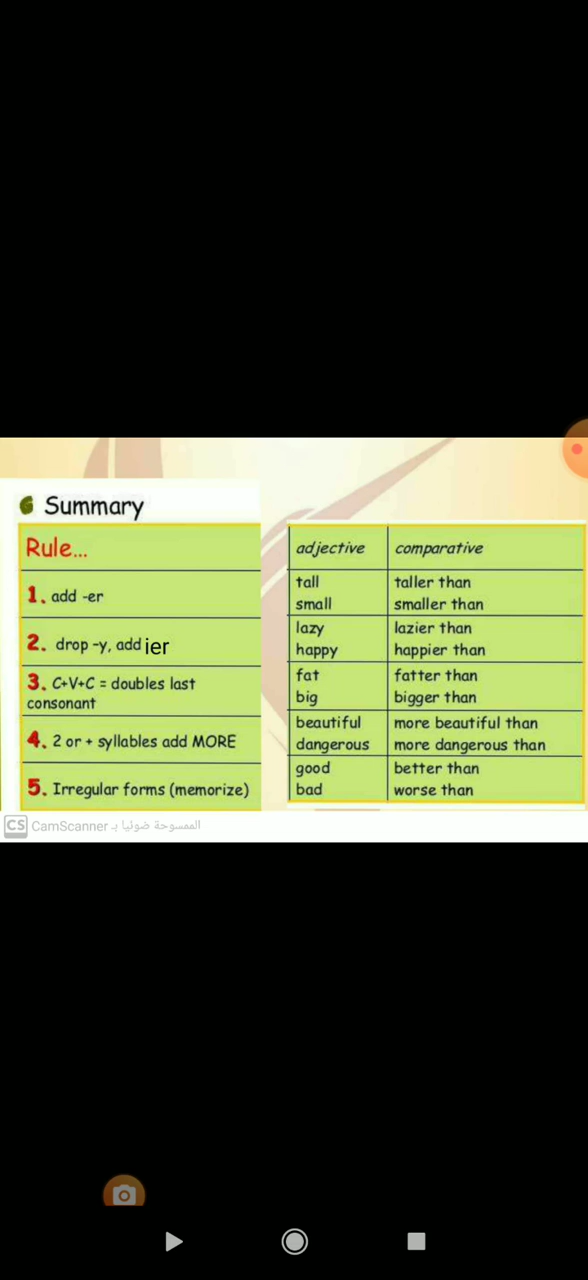 Summary
Rule...
1. add -er
2. drop -y, add ier
3. C+V+C = doubles last
consonant
4. 2 or + syllables add MORE
5. Irregular forms (memorize)
adjective comparative
tall taller than
small smaller than
lazy lazier than
happy happier than
fat fatter than
big bigger than
beautiful more beautiful than
dangerous more dangerous than
good better than
bad worse than
CS CamScanner الممسوحة ضوئيا بـ